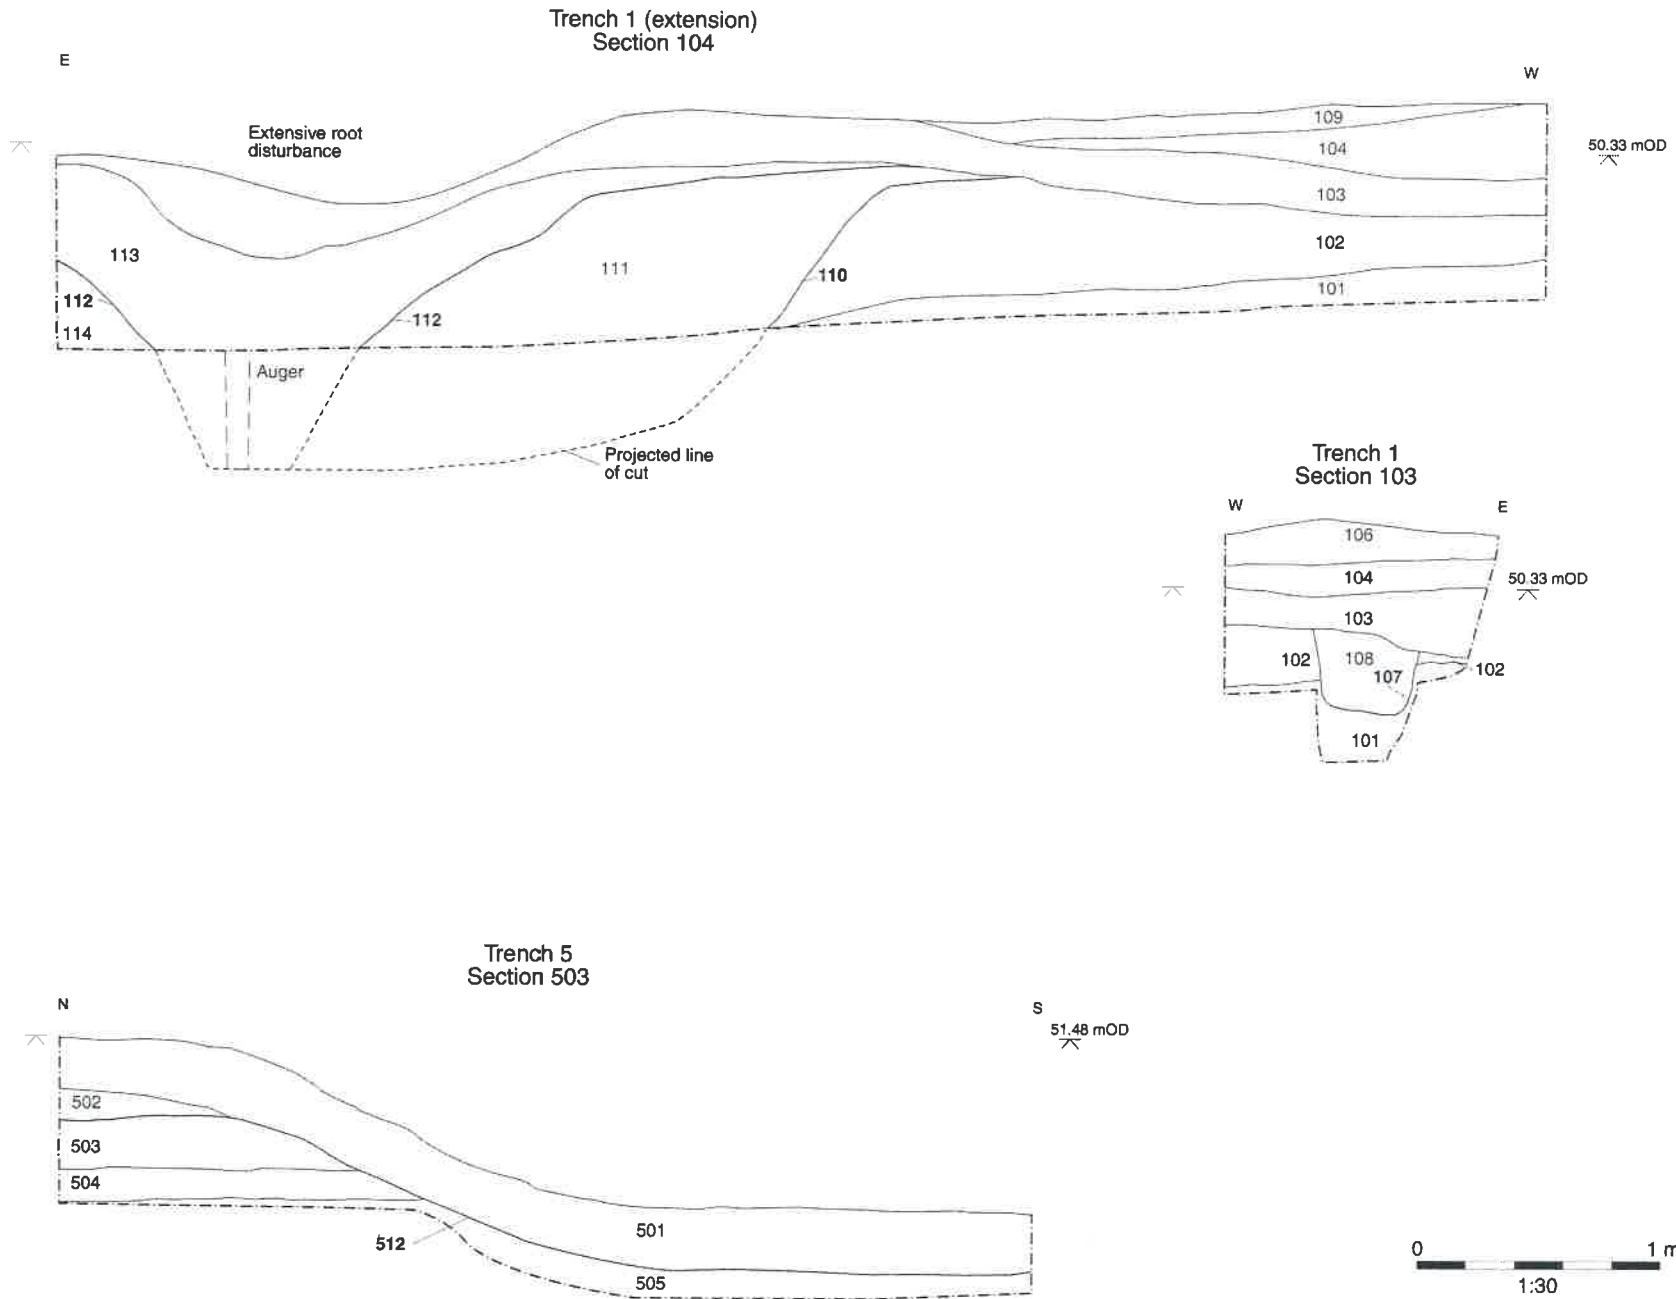 Trench 1 (extension)
Section 104
E
W
Extensive root
disturbance
109
104
50.33 mOD
103
113
102
111
110
101
112
112
114
Auger
Projected line
of cut
Trench 1
Section 103
W
E
106
104
50.33 mOD
103
102
108
107
102
101
Trench 5
Section 503
N
S
51.48 mOD
502
503
504
501
512
505
0
1 m
1:30